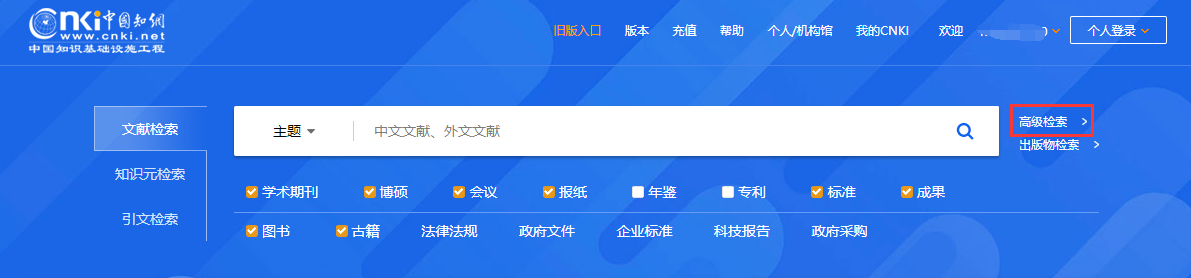 Cnki中国知网
www.cnki.net
中国知识基础设施工程
旧版入口 版本 充值 帮助 个人/机构馆 我的CNKI 欢迎 个人登录
文献检索
知识元检索
引文检索
主题 中文文献、外文文献
高级检索 >
出版物检索 >
学术期刊 博硕 会议 报纸 年鉴 专利 标准 成果
图书 古籍 法律法规 政府文件 企业标准 科技报告 政府采购